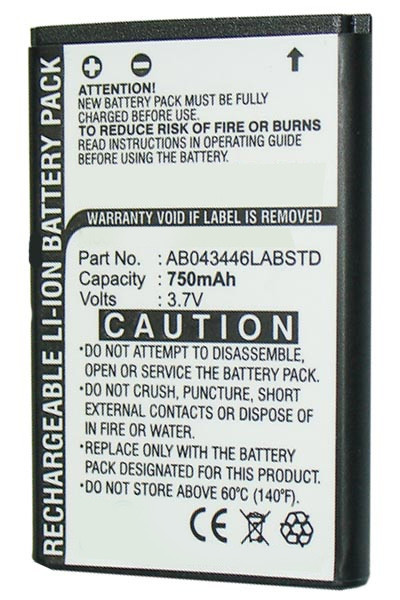 RECHARGEABLE LI-ION BATTERY PACK
+ -
ATTENTION!
NEW BATTERY PACK MUST BE FULLY
CHARGED BEFORE USE.
TO REDUCE RISK OF FIRE OR BURNS
READ INSTRUCTIONS IN OPERATING GUIDE
BEFORE USING THE BATTERY.
WARRANTY VOID IF LABEL IS REMOVED.
Part No. : AB043446LABSTD
Capacity : 750mAh
Volts : 3.7V
CAUTION
•DO NOT ATTEMPT TO DISASSEMBLE,
OPEN OR SERVICE THE BATTERY PACK.
•DO NOT CRUSH, PUNCTURE, SHORT
EXTERNAL CONTACTS OR DISPOSE OF
IN FIRE OR WATER.
•REPLACE ONLY WITH THE BATTERY
PACK DESIGNATED FOR THE SYSTEM.
•DO NOT STORE ABOVE 60°C (140°F).
CE